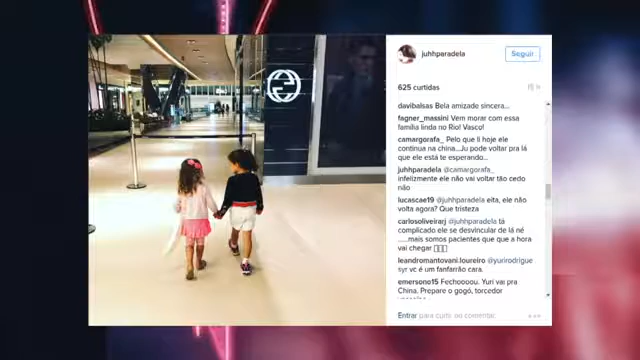 juhhparadela
Seguir
625 curtidas
davibalsas Bela amizade sincera...
fagner_massini Vem morar com essa
família linda no Rio! Vasco!
camargorafa_ Pelo que li hoje ele
continua na china...Ju pode voltar pra lá
que ele está te esperando...
juhhparadela @camargorafa_
infelizmente ele não vai voltar tão cedo
não
lucascae19 @juhhparadela eita, ele não
volta agora? Que tristeza
carlosoliveirarj @juhhparadela tá
complicado ele se desvincular de lá né
.....mais somos pacientes que que a hora
vai chegar
leandromantovani.loureiro @yurirodrigue
syr vc é um fanfarrão cara.
emersono15 Fechoooou. Yuri vai pra
China. Prepare o gogó, torcedor
Entrar para curtir ou comentar.